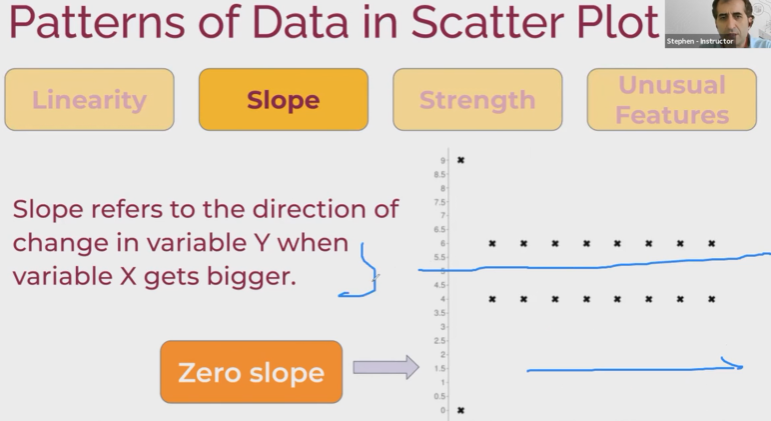 Patterns of Data in Scatter Plot
Stephen - Instructor
Linearity
Slope
Strength
Unusual
Features
Slope refers to the direction of
change in variable Y when
variable X gets bigger.
Zero slope
9
8.5
8
7.5
7
6.5
6
5.5
5
4.5
4
3.5
3
2.5
2
1.5
1
0.5
0